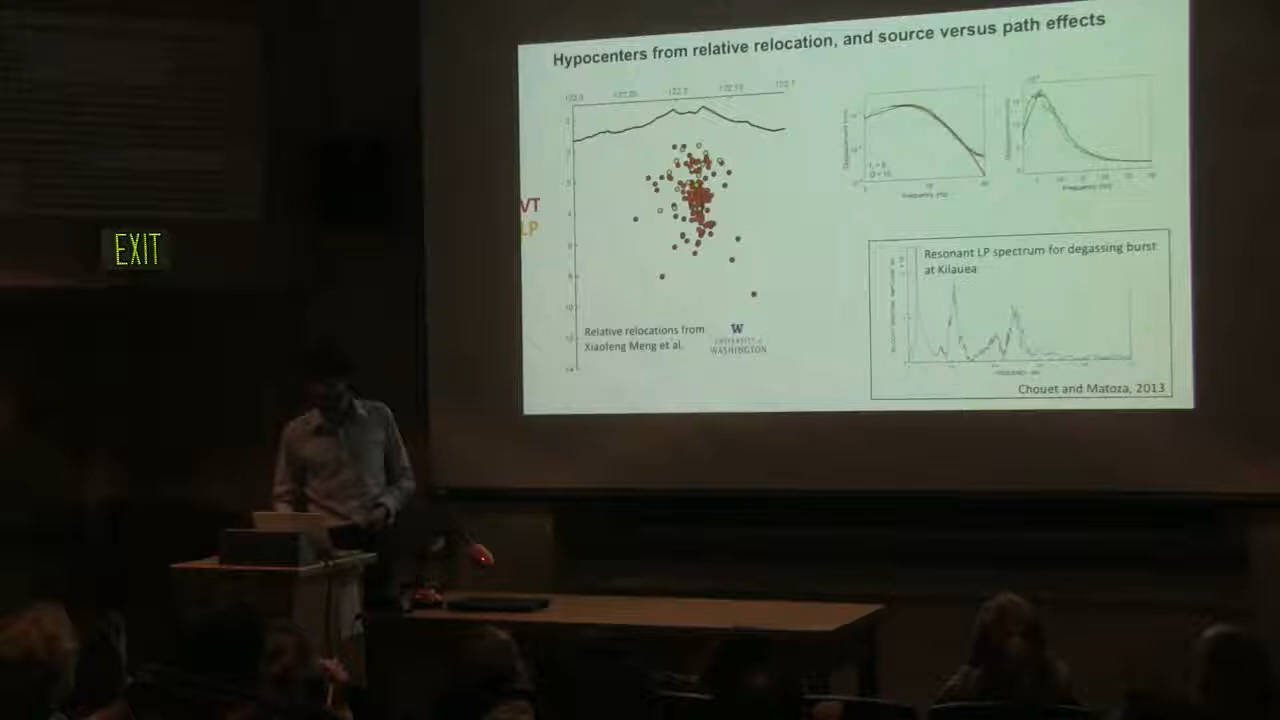 Hypocenters from relative relocation, and source versus path effects
VT
LP
EXIT
Relative relocations from
Xiaofeng Meng et al.
W
UNIVERSITY of
WASHINGTON
Resonant LP spectrum for degassing burst
at Kilauea
Chouet and Matoza, 2013